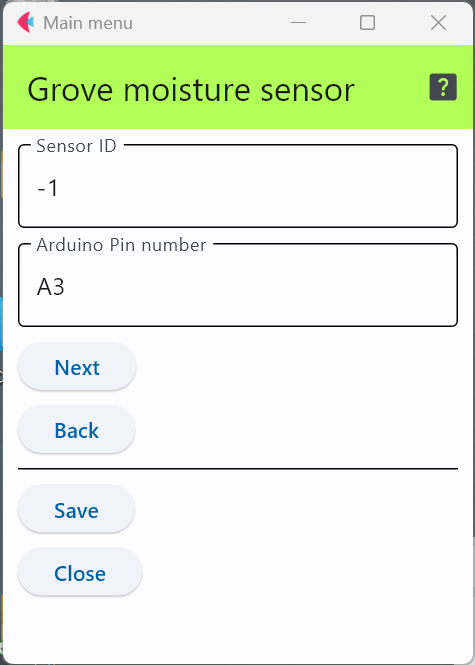 Main menu
Grove moisture sensor
?
Sensor ID
-1
Arduino Pin number
A3
Next
Back
Save
Close